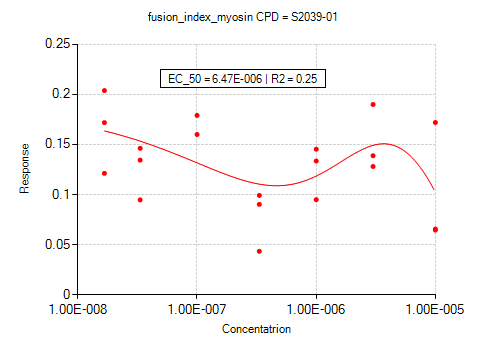 fusion_index_myosin CPD = S2039-01
0.25
EC_50 = 6.47E-006 | R2 = 0.25
0.2
0.15
Response
0.1
0.05
0
1.00E-008 1.00E-007 1.00E-006 1.00E-005
Concentatrion